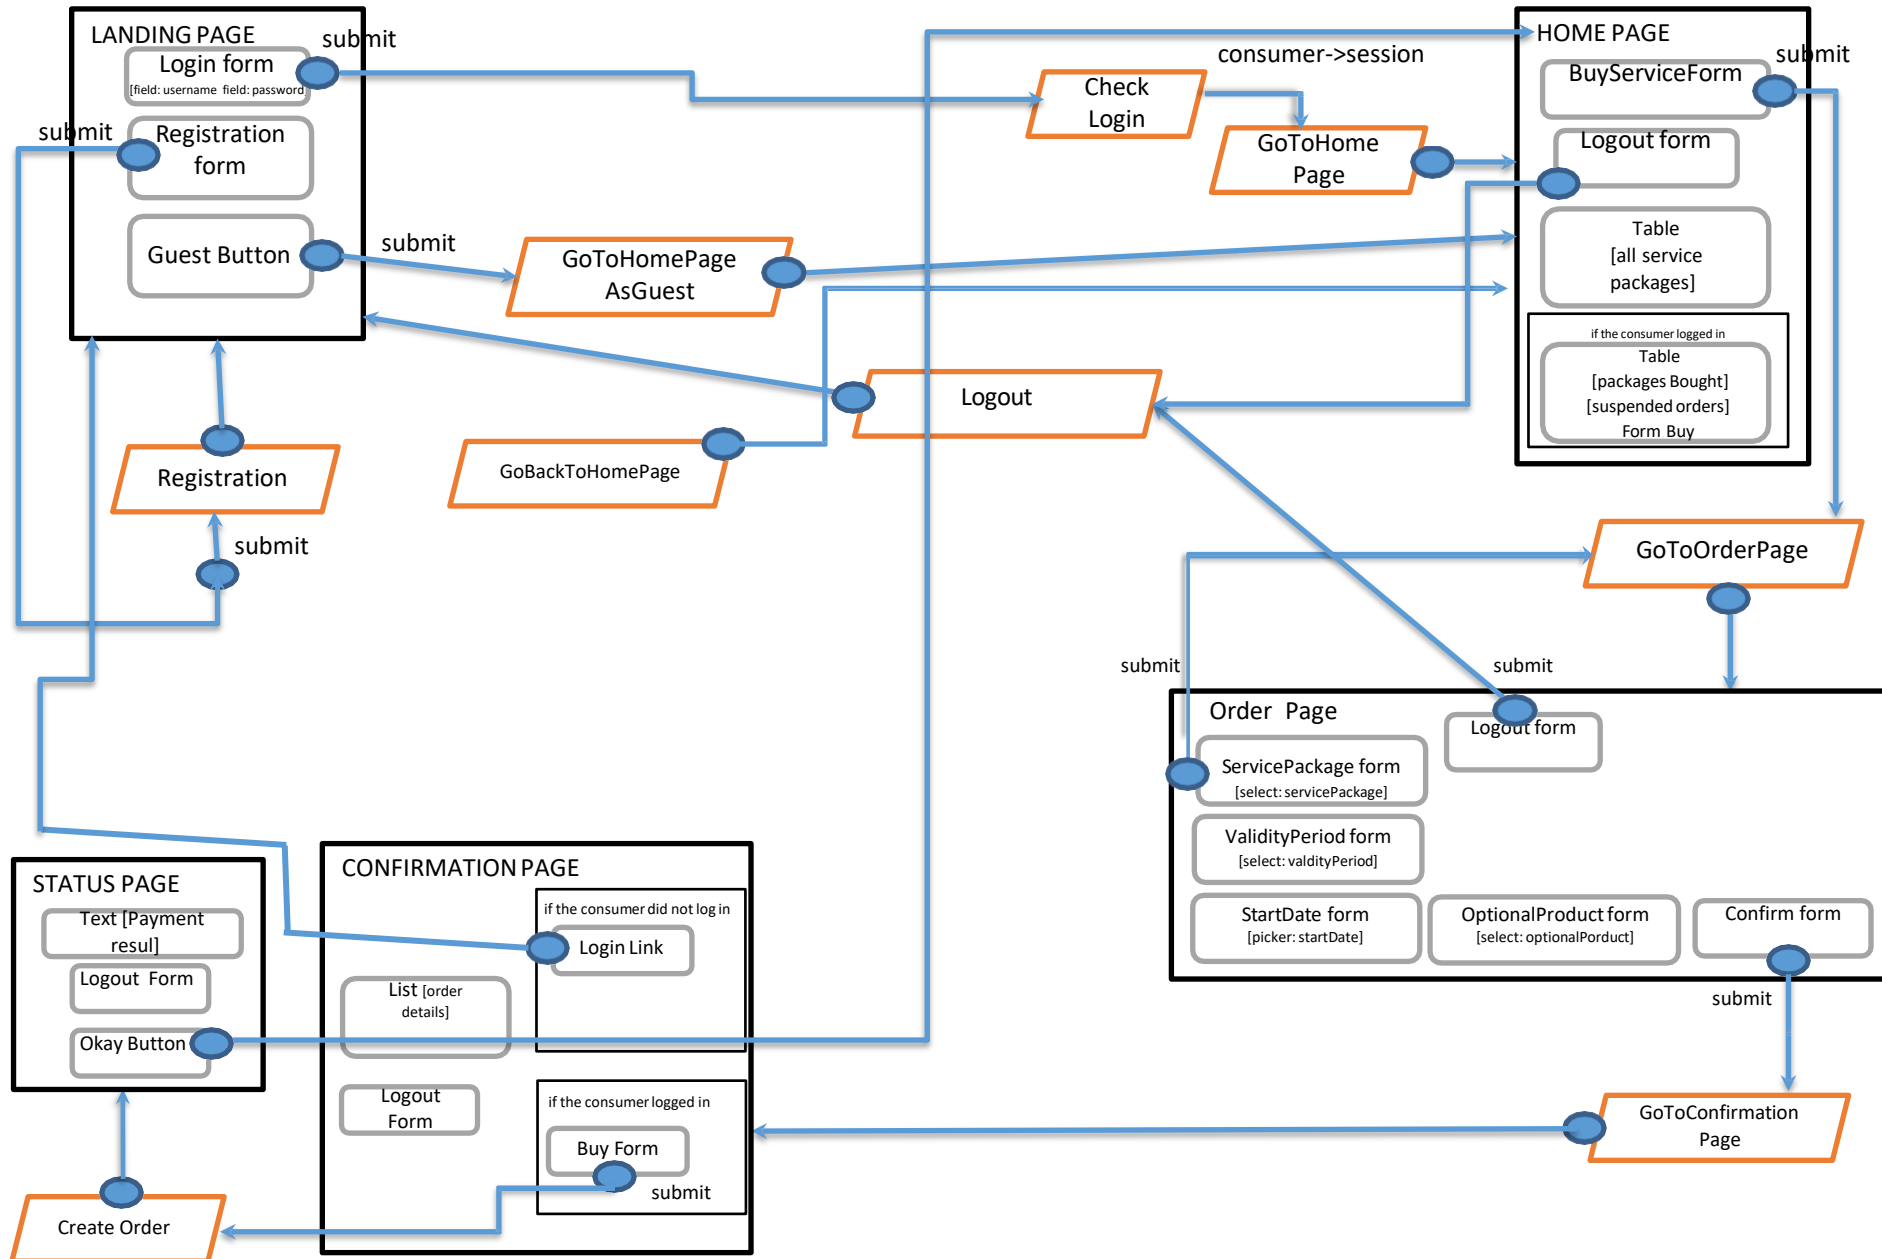 LANDING PAGE
submit
Login form
[field: username field: password
submit
Registration
form
Guest Button
submit
GoToHomePage
AsGuest
consumer->session
Check
Login
GoToHome
Page
HOME PAGE
submit
BuyServiceForm
Logout form
Table
[all service
packages]
if the consumer logged in
Table
[packages Bought]
[suspended orders]
Form Buy
Logout
Registration
GoBackToHomePage
submit
GoToOrderPage
submit
submit
Order Page
Logout form
ServicePackage form
[select: servicePackage]
ValidityPeriod form
[select: valdityPeriod]
StartDate form
[picker: startDate]
OptionalProduct form
[select: optionalPorduct]
Confirm form
submit
STATUS PAGE
Text [Payment
resul]
Logout Form
Okay Button
CONFIRMATION PAGE
if the consumer did not log in
Login Link
List [order
details]
Logout
Form
if the consumer logged in
Buy Form
submit
GoToConfirmation
Page
Create Order